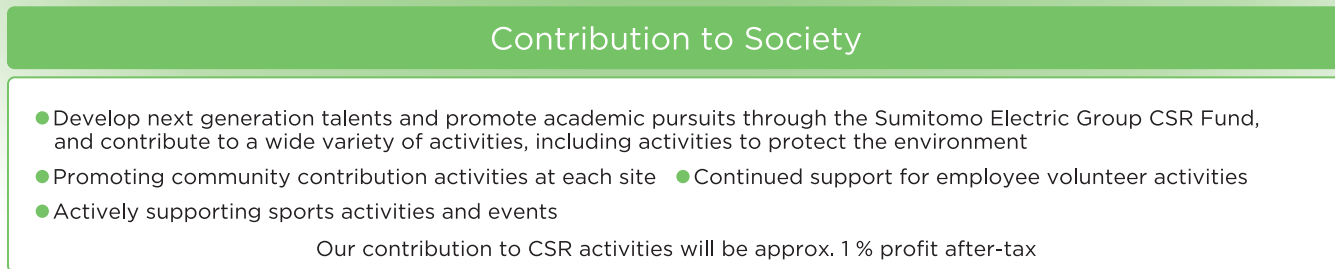 Contribution to Society
●Develop next generation talents and promote academic pursuits through the Sumitomo Electric Group CSR Fund,
and contribute to a wide variety of activities, including activities to protect the environment
●Promoting community contribution activities at each site ●Continued support for employee volunteer activities
●Actively supporting sports activities and events
Our contribution to CSR activities will be approx. 1 % profit after-tax